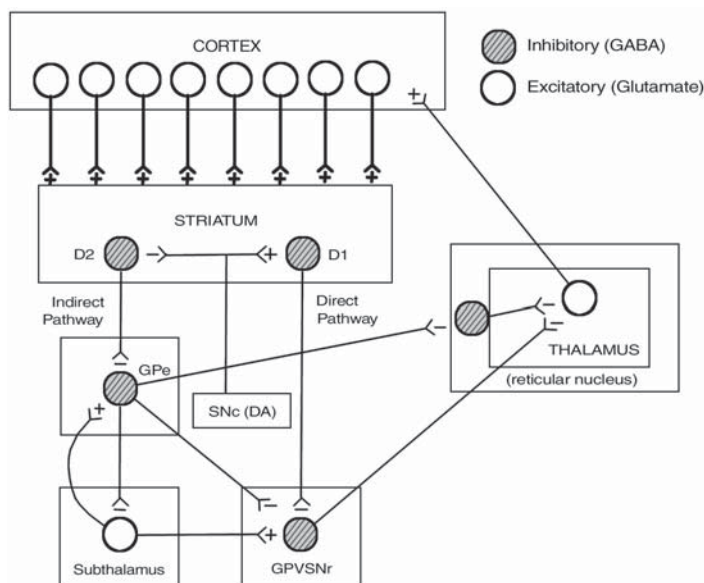 CORTEX
Inhibitory (GABA)
Excitatory (Glutamate)
+
+ + + + + + + +
STRIATUM
D2
−
+
D1
Indirect
Pathway
Direct
Pathway
−
GPe
+
SNc (DA)
−
−
−
THALAMUS
(reticular nucleus)
−
−
−
+
Subthalamus
GPVSNr